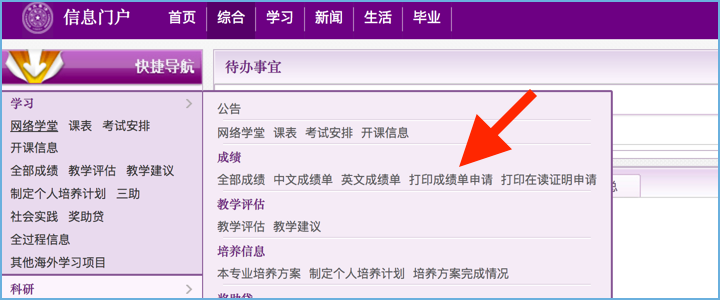 信息门户 首页 综合 学习 新闻 生活 毕业
快捷导航
待办事宜
学习
网络学堂 课表 考试安排
开课信息
全部成绩 教学评估 教学建议
制定个人培养计划 三助
社会实践 奖助贷
全过程信息
其他海外学习项目
科研
公告
网络学堂 课表 考试安排 开课信息
成绩
全部成绩 中文成绩单 英文成绩单 打印成绩单申请 打印在读证明申请
教学评估
教学评估 教学建议
培养信息
本专业培养方案 制定个人培养计划 培养方案完成情况
奖助贷